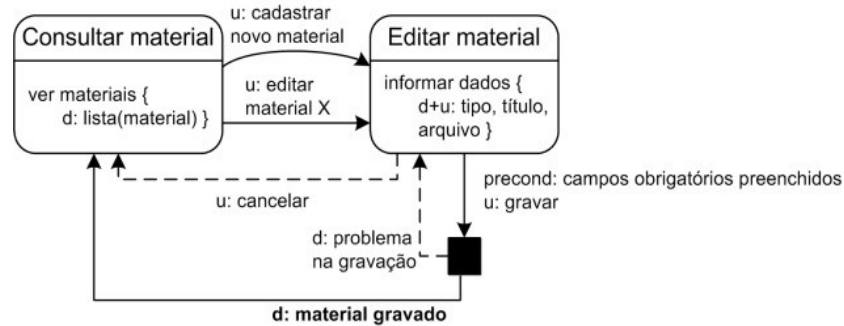 Consultar material
ver materiais {
d: lista(material) }
u: cadastrar
novo material
u: editar
material X
Editar material
informar dados {
d+u: tipo, título,
arquivo }
u: cancelar
precond: campos obrigatórios preenchidos
u: gravar
d: problema
na gravação
d: material gravado